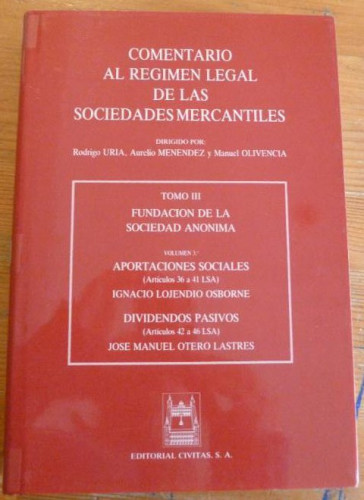 COMENTARIO
AL REGIMEN LEGAL
DE LAS
SOCIEDADES MERCANTILES
DIRIGIDO POR:
Rodrigo URIA, Aurelio MENENDEZ y Manuel OLIVENCIA
TOMO III
FUNDACION DE LA
SOCIEDAD ANONIMA
VOLUMEN 3.º
APORTACIONES SOCIALES
(Artículos 36 a 41 LSA)
IGNACIO LOJENDIO OSBORNE
DIVIDENDOS PASIVOS
(Artículos 42 a 46 LSA)
JOSE MANUEL OTERO LASTRES
EDITORIAL CIVITAS, S. A.